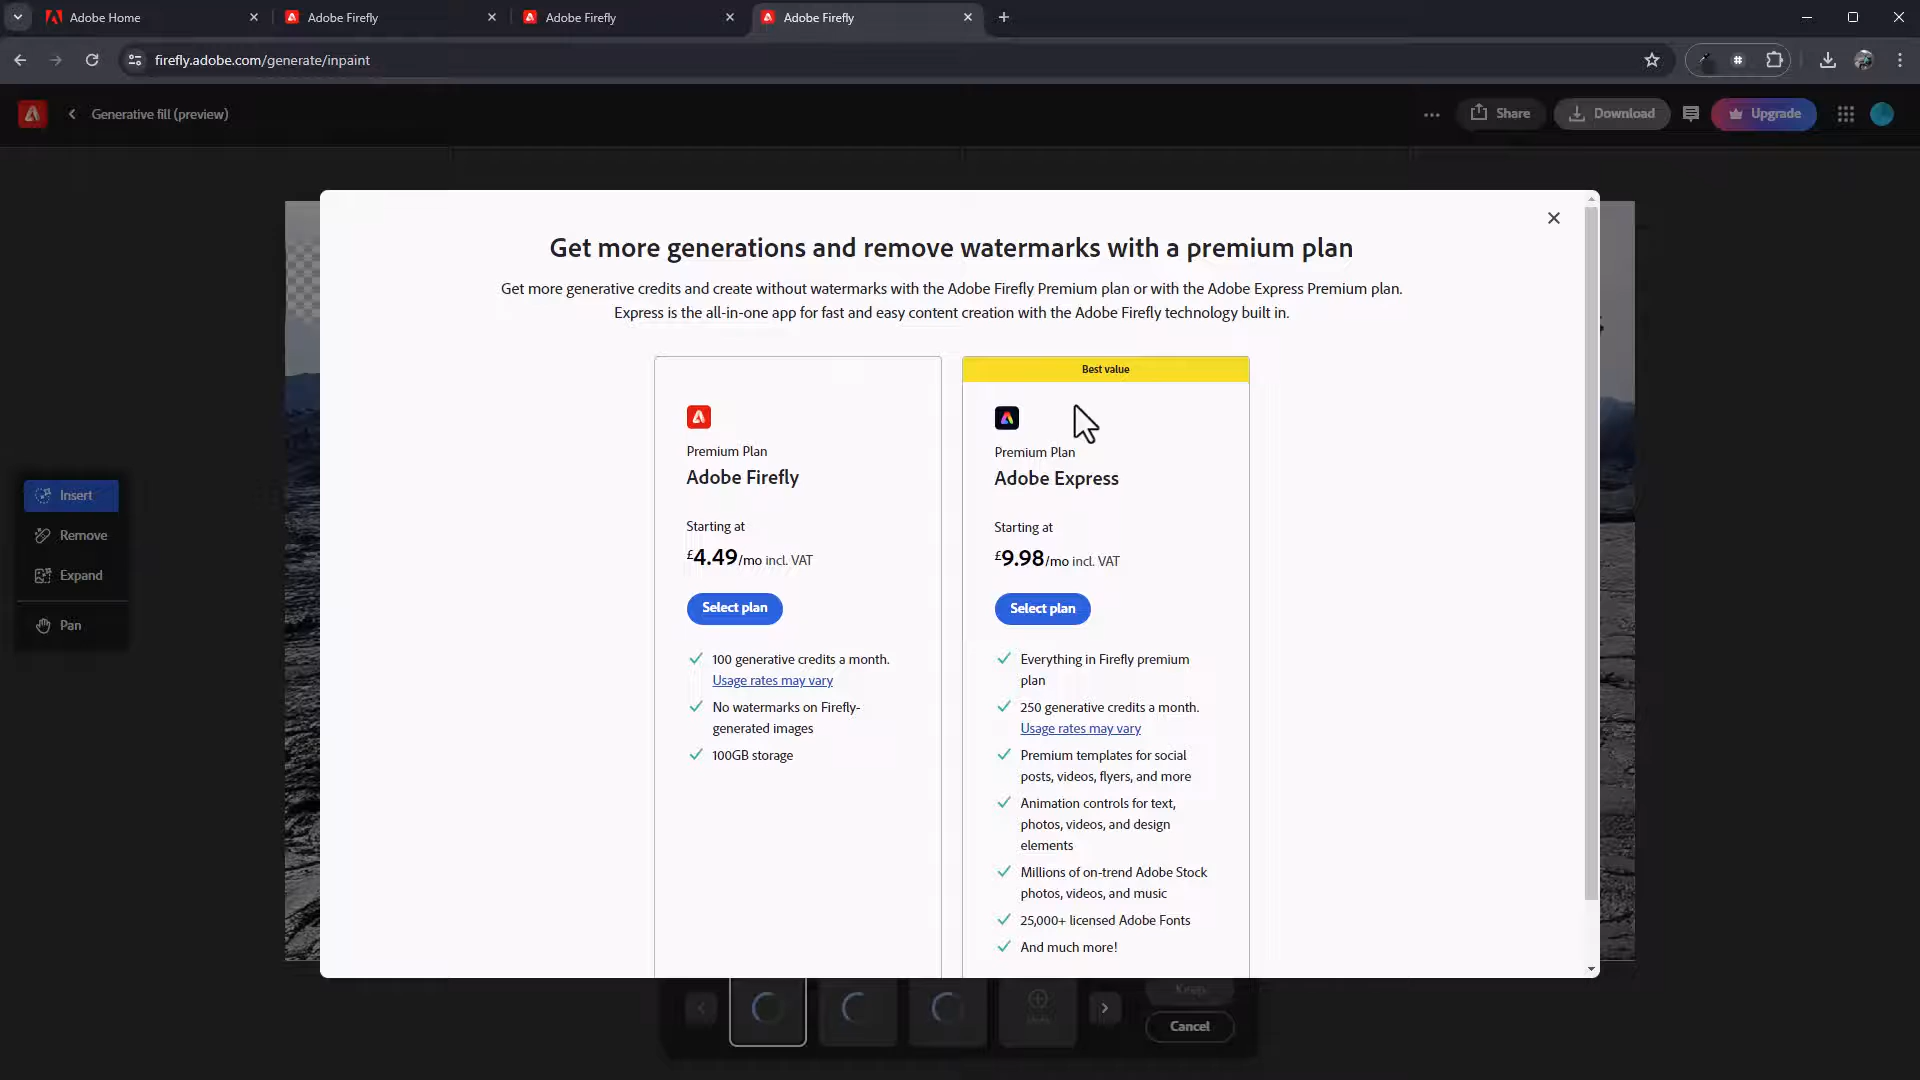 Adobe Home
Adobe Firefly
Adobe Firefly
Adobe Firefly
firefly.adobe.com/generate/inpaint
Generative fill (preview)
Share
Download
Upgrade
Get more generations and remove watermarks with a premium plan
Get more generative credits and create without watermarks with the Adobe Firefly Premium plan or with the Adobe Express Premium plan.
Express is the all-in-one app for fast and easy content creation with the Adobe Firefly technology built in.
Premium Plan
Adobe Firefly
Starting at
£4.49/mo incl. VAT
Select plan
100 generative credits a month.
Usage rates may vary
No watermarks on Firefly-
generated images
100GB storage
Best value
Premium Plan
Adobe Express
Starting at
£9.98/mo incl. VAT
Select plan
Everything in Firefly premium
plan
250 generative credits a month.
Usage rates may vary
Premium templates for social
posts, videos, flyers, and more
Animation controls for text,
photos, videos, and design
elements
Millions of on-trend Adobe Stock
photos, videos, and music
25,000+ licensed Adobe Fonts
And much more!
Insert
Remove
Expand
Pan
Keep
Cancel